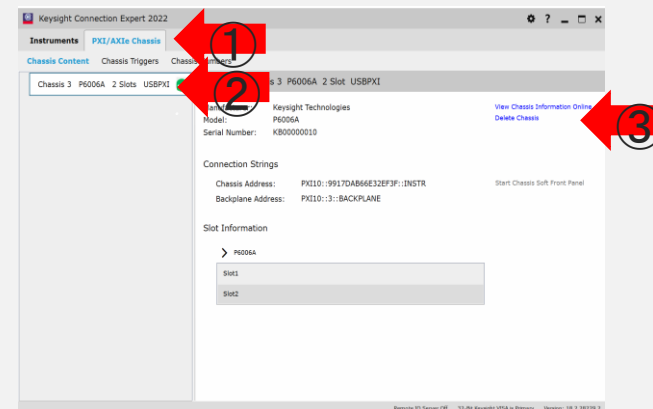 Keysight Connection Expert 2022
Instruments PXI/AXIe Chassis
Chassis Content Chassis Triggers
①
Chassis 3 P6006A 2 Slots USBPXI
②
3 P6006A 2 Slot USBPXI
Keysight Technologies
Model: P6006A
Serial Number: KB00000010
View Chassis Information Online
Delete Chassis
③
Connection Strings
Chassis Address: PXI10::9917DAB66E32EF3F::INSTR
Backplane Address: PXI10::3::BACKPLANE
Start Chassis Soft Front Panel
Slot Information
P6006A
Slot1
Slot2